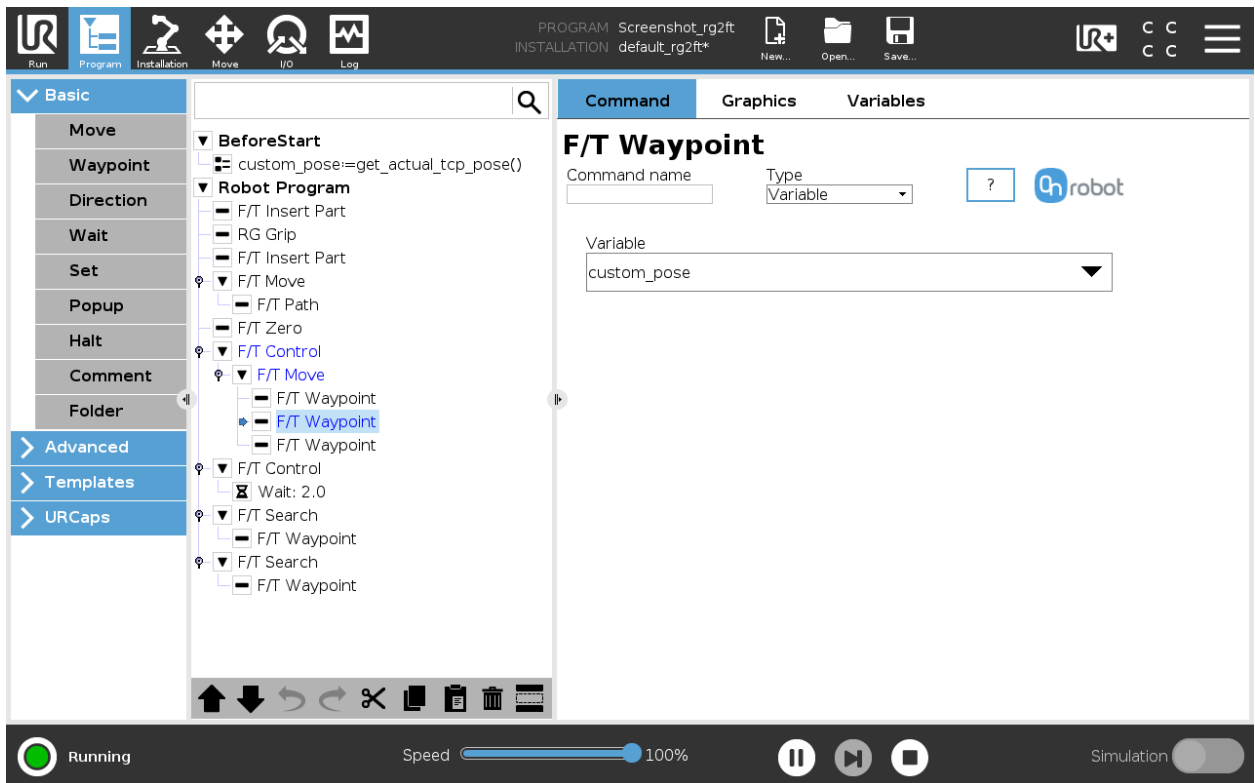 PROGRAM Screenshot_rg2ft
INSTALLATION default_rg2ft*
UR
Run
Program
Installation
Move
I/O
Log
New...
Open...
Save...
UR+
C C
C C
Basic
Move
Waypoint
Direction
Wait
Set
Popup
Halt
Comment
Folder
Advanced
Templates
URCaps
BeforeStart
custom_pose:=get_actual_tcp_pose()
Robot Program
F/T Insert Part
RG Grip
F/T Insert Part
F/T Move
F/T Path
F/T Zero
F/T Control
F/T Move
F/T Waypoint
F/T Waypoint
F/T Waypoint
F/T Control
Wait: 2.0
F/T Search
F/T Waypoint
F/T Search
F/T Waypoint
Command Graphics Variables
F/T Waypoint
Command name
Type
Variable
?
On robot
Variable
custom_pose
Running
Speed 100%
Simulation